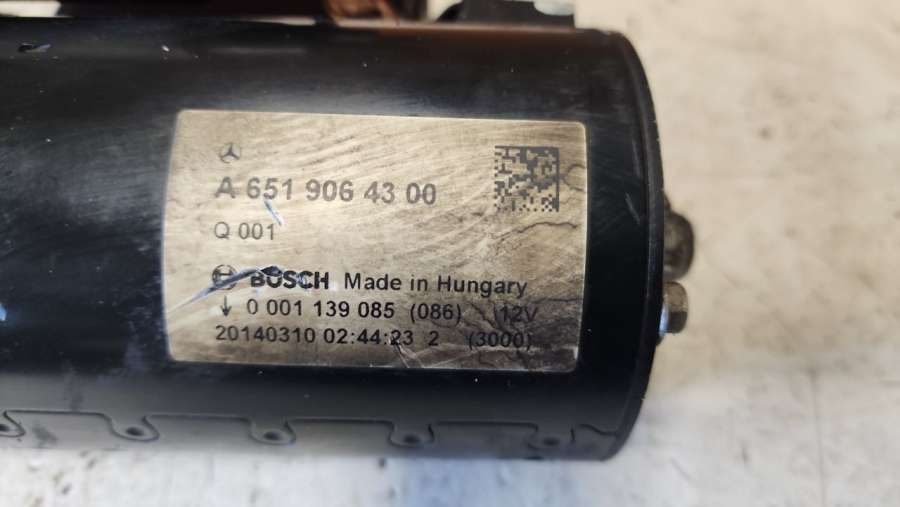 A 651 906 43 00
Q 001
BOSCH Made in Hungary
0 001 139 085 (086) (12V
20140310 02:44:23 2 (3000)